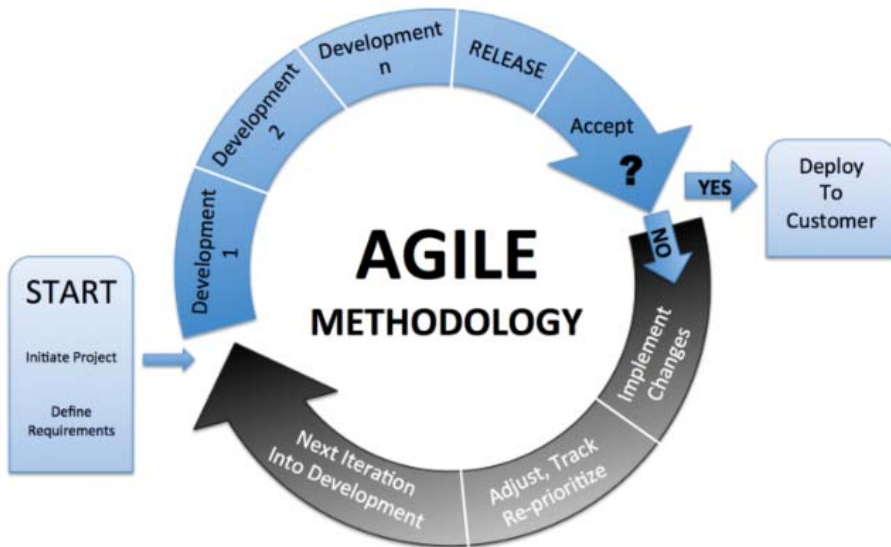 START
Initiate Project
Define
Requirements
Development
1
Development
2
Development
n
RELEASE
Accept
?
YES
Deploy
To
Customer
NO
Implement
Changes
Adjust, Track
Re-prioritize
Next Iteration
Into Development
AGILE
METHODOLOGY